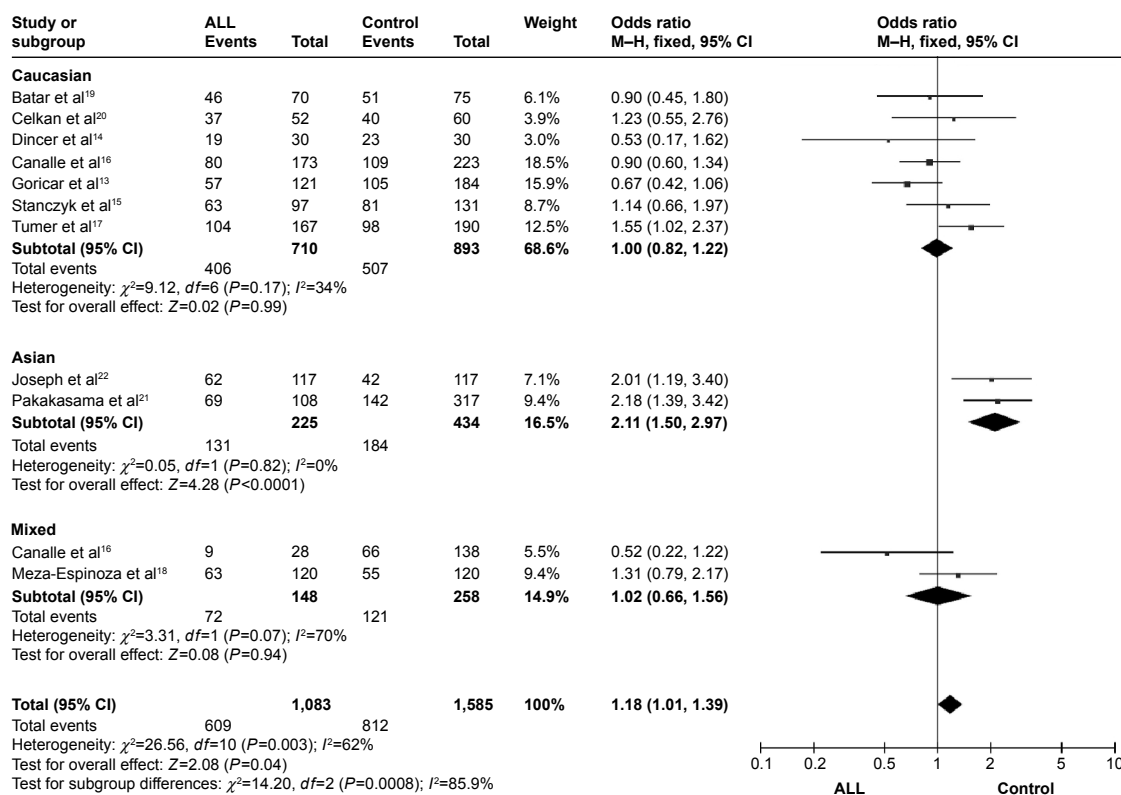 Study or subgroup ALL Events Total Control Events Total Weight Odds ratio M–H, fixed, 95% CI Odds ratio M–H, fixed, 95% CI
Caucasian
Batar et al¹⁹ 46 70 51 75 6.1% 0.90 (0.45, 1.80)
Celkan et al²⁰ 37 52 40 60 3.9% 1.23 (0.55, 2.76)
Dincer et al¹⁴ 19 30 23 30 3.0% 0.53 (0.17, 1.62)
Canalle et al¹⁶ 80 173 109 223 18.5% 0.90 (0.60, 1.34)
Goricar et al¹³ 57 121 105 184 15.9% 0.67 (0.42, 1.06)
Stanczyk et al¹⁵ 63 97 81 131 8.7% 1.14 (0.66, 1.97)
Tumer et al¹⁷ 104 167 98 190 12.5% 1.55 (1.02, 2.37)
Subtotal (95% CI) 710 893 68.6% 1.00 (0.82, 1.22)
Total events 406 507
Heterogeneity: χ²=9.12, df=6 (P=0.17); I²=34%
Test for overall effect: Z=0.02 (P=0.99)
Asian
Joseph et al²² 62 117 42 117 7.1% 2.01 (1.19, 3.40)
Pakakasama et al²¹ 69 108 142 317 9.4% 2.18 (1.39, 3.42)
Subtotal (95% CI) 225 434 16.5% 2.11 (1.50, 2.97)
Total events 131 184
Heterogeneity: χ²=0.05, df=1 (P=0.82); I²=0%
Test for overall effect: Z=4.28 (P<0.0001)
Mixed
Canalle et al¹⁶ 9 28 66 138 5.5% 0.52 (0.22, 1.22)
Meza-Espinoza et al¹⁸ 63 120 55 120 9.4% 1.31 (0.79, 2.17)
Subtotal (95% CI) 148 258 14.9% 1.02 (0.66, 1.56)
Total events 72 121
Heterogeneity: χ²=3.31, df=1 (P=0.07); I²=70%
Test for overall effect: Z=0.08 (P=0.94)
Total (95% CI) 1,083 1,585 100% 1.18 (1.01, 1.39)
Total events 609 812
Heterogeneity: χ²=26.56, df=10 (P=0.003); I²=62%
Test for overall effect: Z=2.08 (P=0.04)
Test for subgroup differences: χ²=14.20, df=2 (P=0.0008); I²=85.9%
0.1 0.2 0.5 1 2 5 10
ALL Control